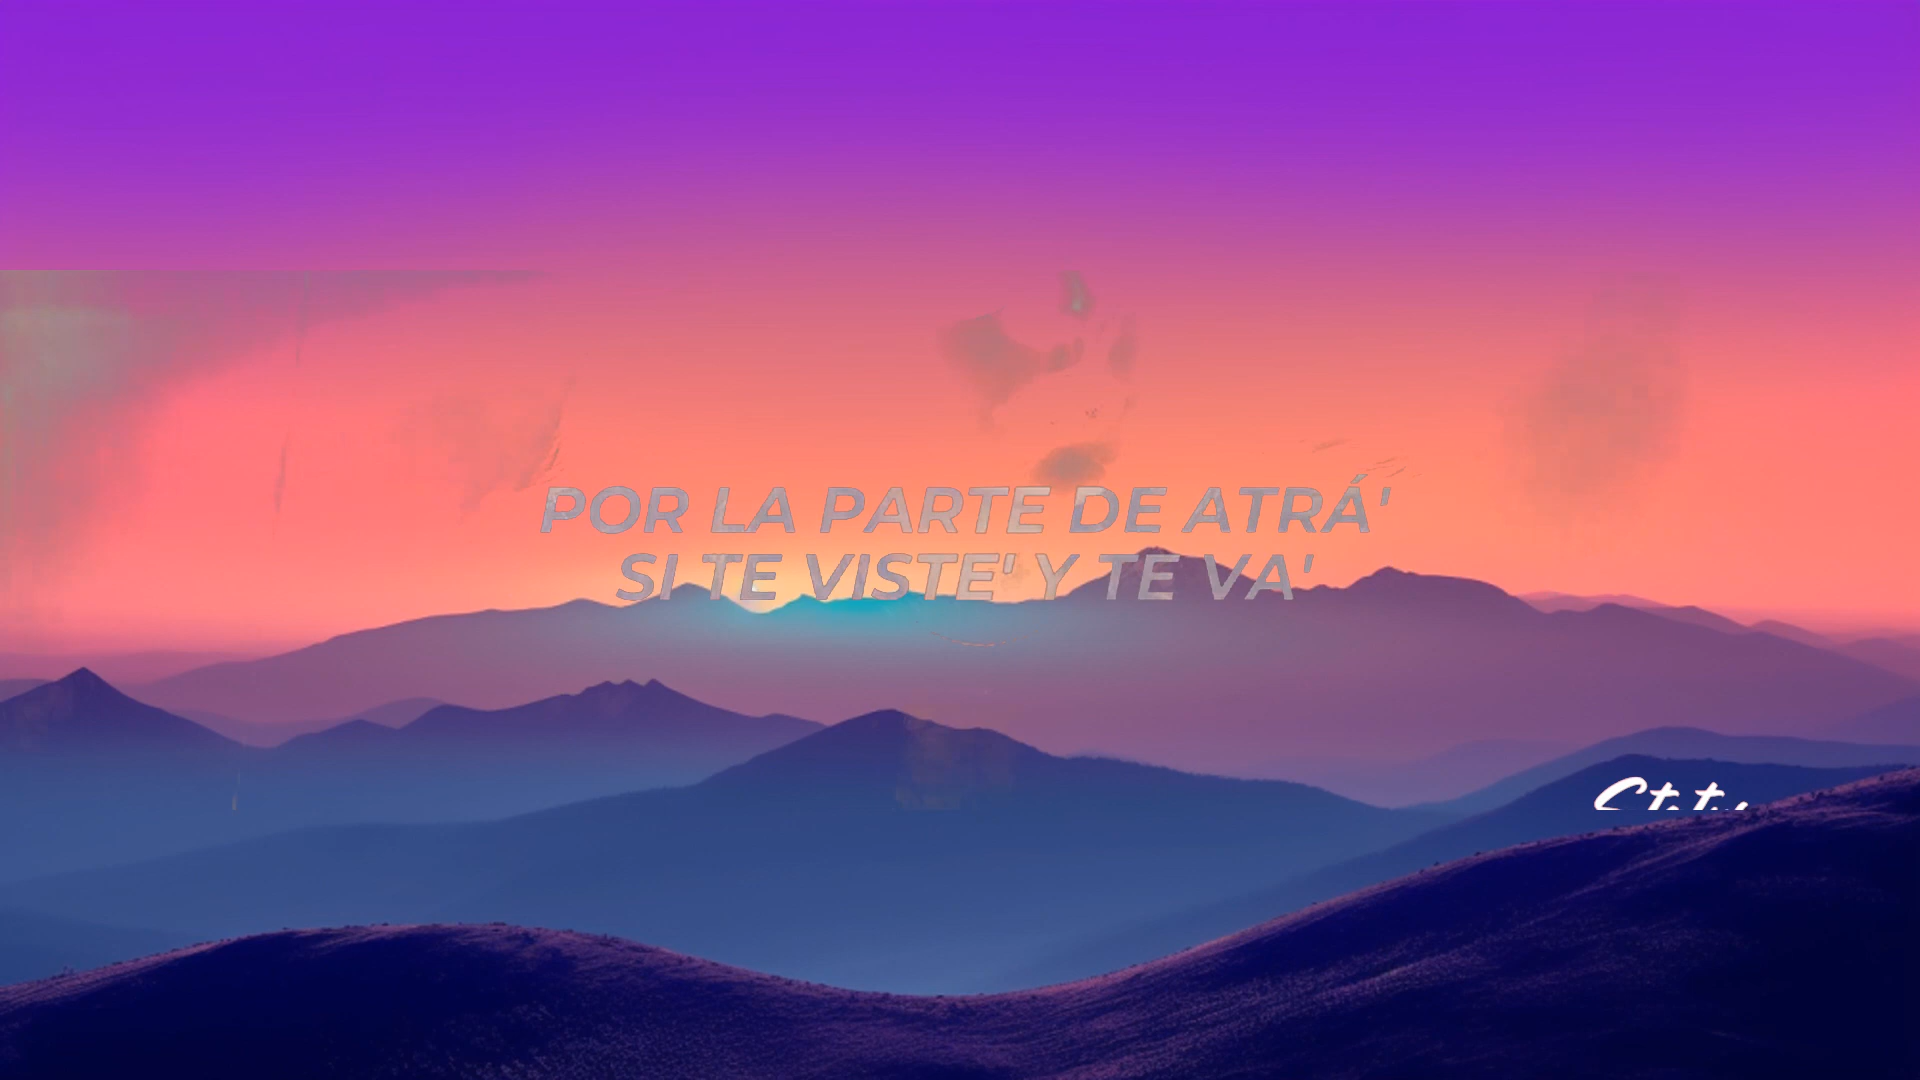 POR LA PARTE DE ATRÁ'
SI TE VISTE' Y TE VA'